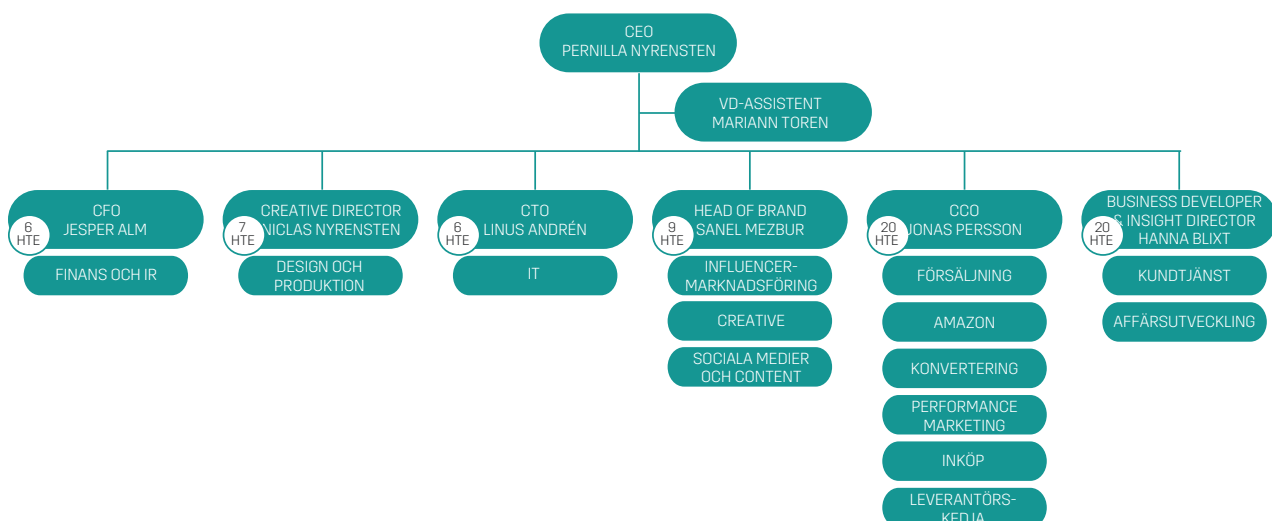 CEO
PERNILLA NYRENSTEN
VD-ASSISTENT
MARIANN TOREN
CFO
JESPER ALM
6
HTE
FINANS OCH IR
CREATIVE DIRECTOR
NICLAS NYRENSTEN
7
HTE
DESIGN OCH
PRODUKTION
CTO
LINUS ANDRÉN
6
HTE
IT
HEAD OF BRAND
SANEL MEZBUR
9
HTE
INFLUENCER-
MARKNADSFÖRING
CREATIVE
SOCIALA MEDIER
OCH CONTENT
CCO
JONAS PERSSON
20
HTE
FÖRSÄLJNING
AMAZON
KONVERTERING
PERFORMANCE
MARKETING
INKÖP
LEVERANTÖRS-
KEDJA
BUSINESS DEVELOPER
& INSIGHT DIRECTOR
HANNA BLIXT
20
HTE
KUNDTJÄNST
AFFÄRSUTVECKLING